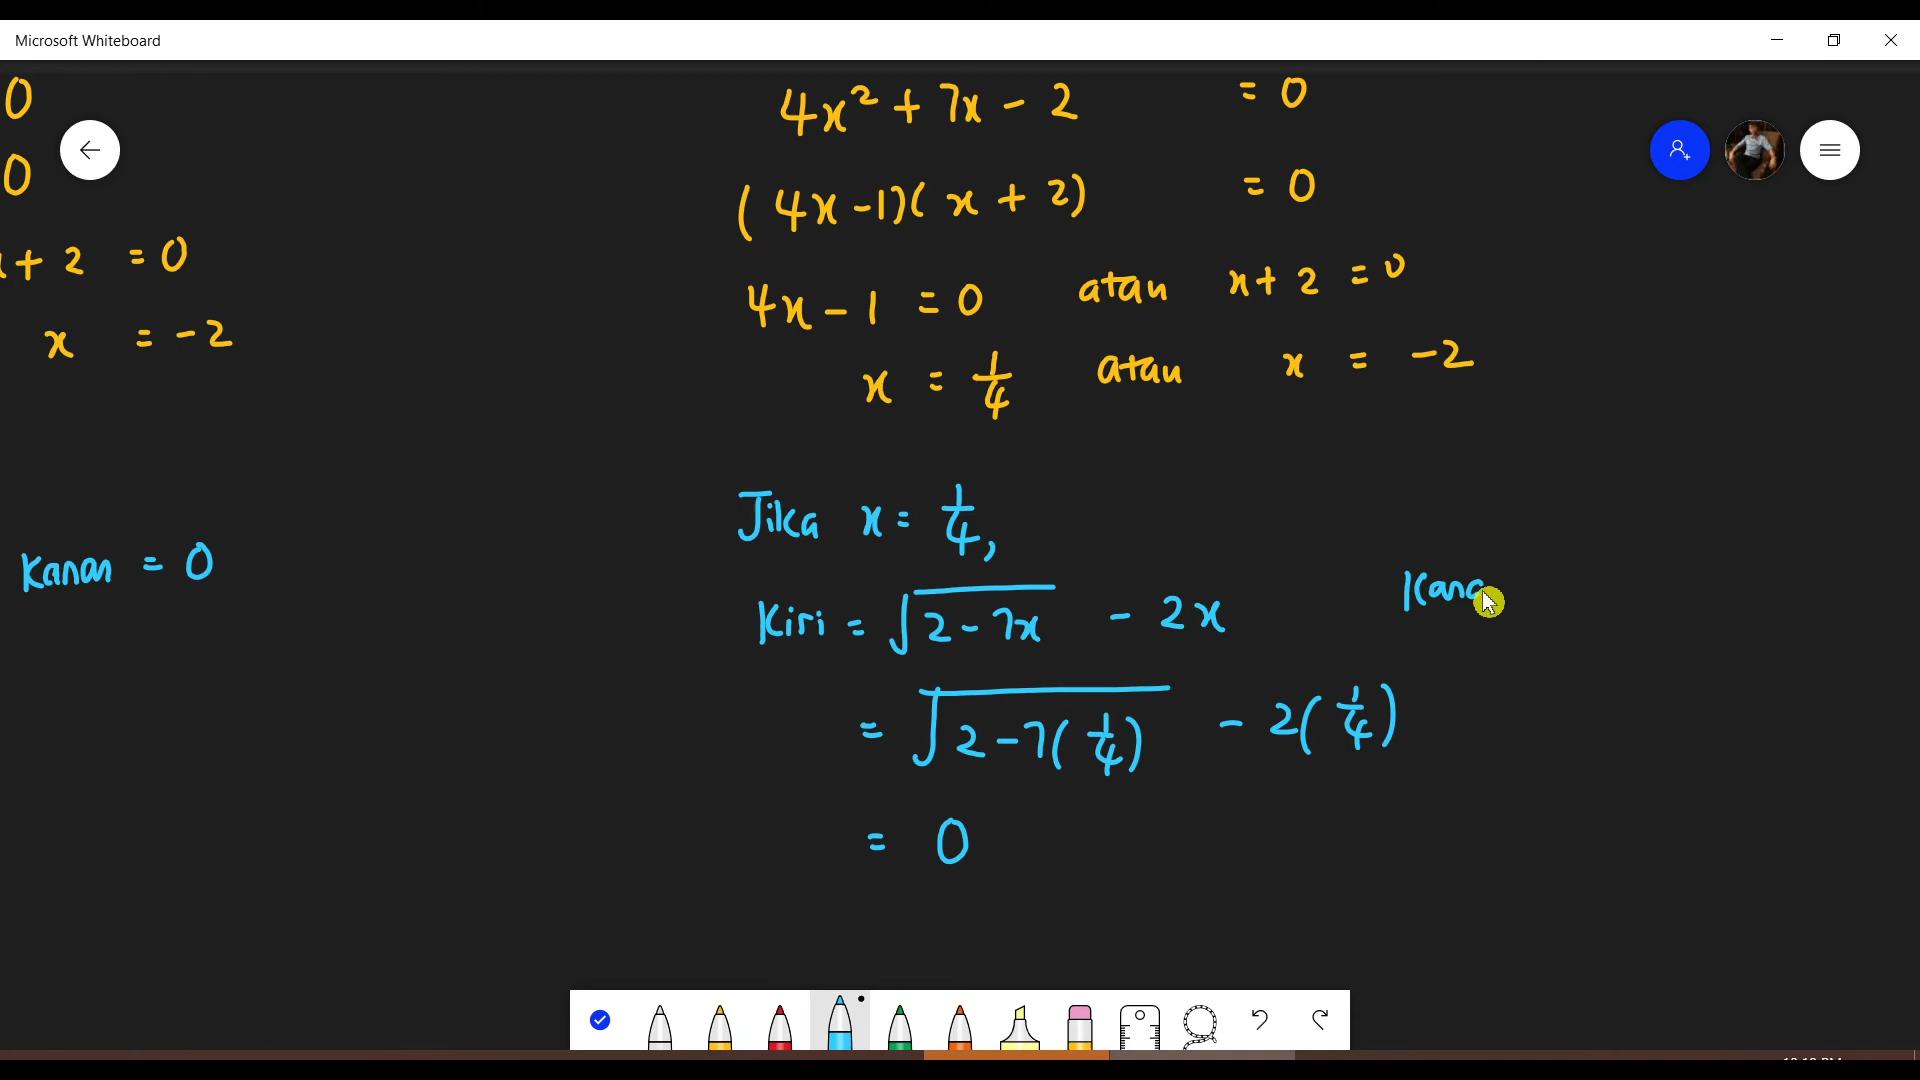 Microsoft Whiteboard
0
0
x + 2 = 0
x = -2
Kanan = 0
4x² + 7x - 2 = 0
(4x - 1)(x + 2) = 0
4x - 1 = 0 atau x + 2 = 0
x = 1/4 atau x = -2
Jika x = 1/4,
Kiri = √(2 - 7x) - 2x
Kana
= √(2 - 7(1/4)) - 2(1/4)
= 0